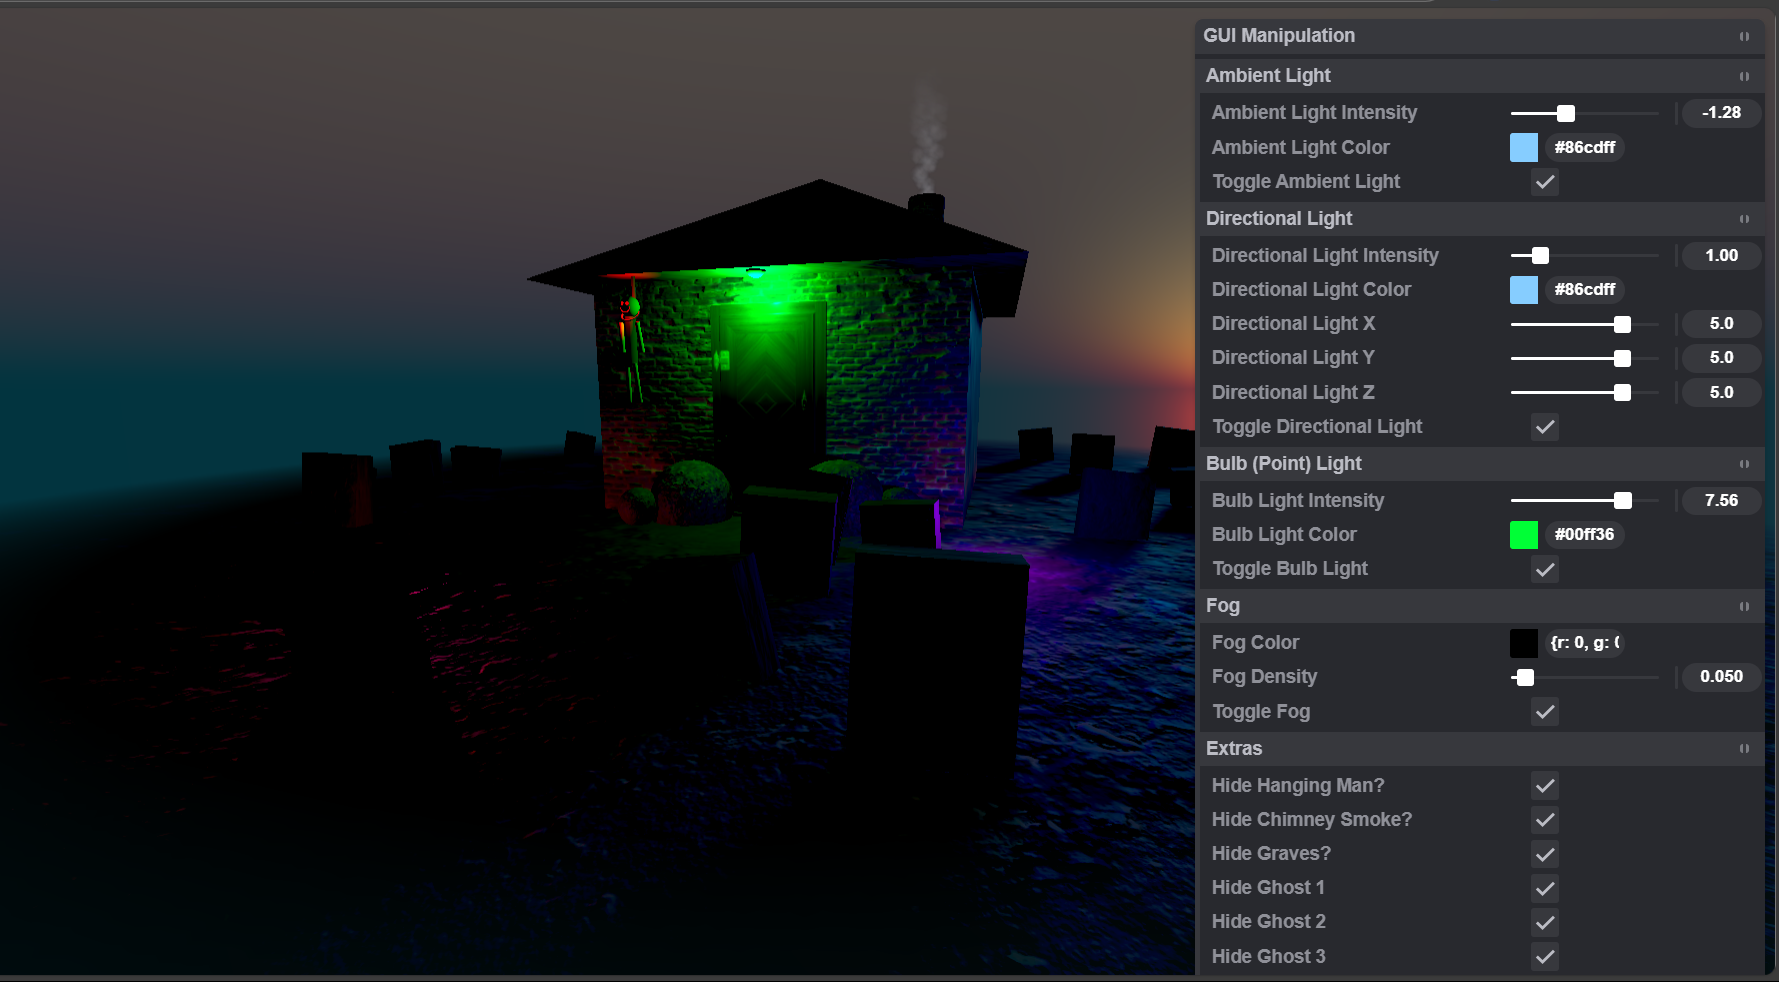 GUI Manipulation
Ambient Light
Ambient Light Intensity -1.28
Ambient Light Color #86cdff
Toggle Ambient Light
Directional Light
Directional Light Intensity 1.00
Directional Light Color #86cdff
Directional Light X 5.0
Directional Light Y 5.0
Directional Light Z 5.0
Toggle Directional Light
Bulb (Point) Light
Bulb Light Intensity 7.56
Bulb Light Color #00ff36
Toggle Bulb Light
Fog
Fog Color {r: 0, g: (
Fog Density 0.050
Toggle Fog
Extras
Hide Hanging Man?
Hide Chimney Smoke?
Hide Graves?
Hide Ghost 1
Hide Ghost 2
Hide Ghost 3